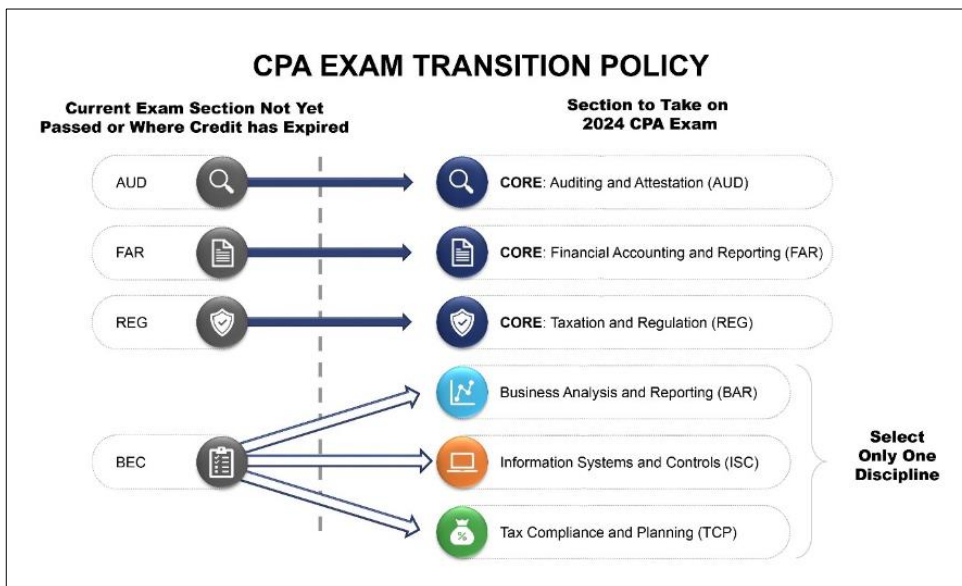 CPA EXAM TRANSITION POLICY
Current Exam Section Not Yet
Passed or Where Credit has Expired
Section to Take on
2024 CPA Exam
AUD
CORE: Auditing and Attestation (AUD)
FAR
CORE: Financial Accounting and Reporting (FAR)
REG
CORE: Taxation and Regulation (REG)
BEC
Business Analysis and Reporting (BAR)
Information Systems and Controls (ISC)
%
Tax Compliance and Planning (TCP)
Select
Only One
Discipline